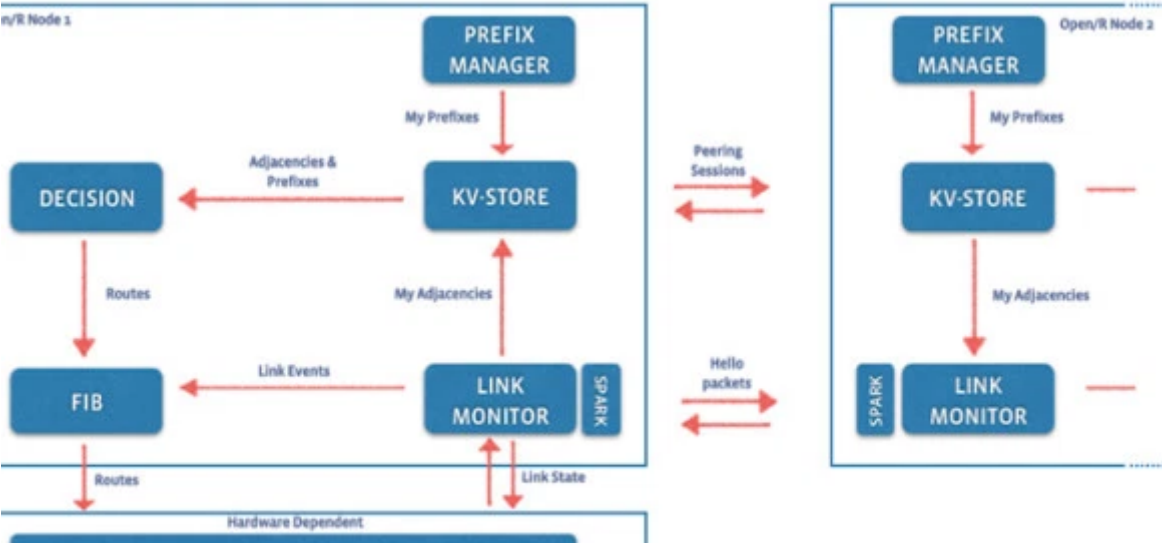 n/R Node 1
PREFIX
MANAGER
My Prefixes
Adjacencies &
Prefixes
DECISION
KV-STORE
Routes
My Adjacencies
Link Events
FIB
LINK
MONITOR
SPARK
Routes
Link State
Hardware Dependent
Peering
Sessions
Hello
packets
Open/R Node 2
PREFIX
MANAGER
My Prefixes
KV-STORE
My Adjacencies
SPARK
LINK
MONITOR